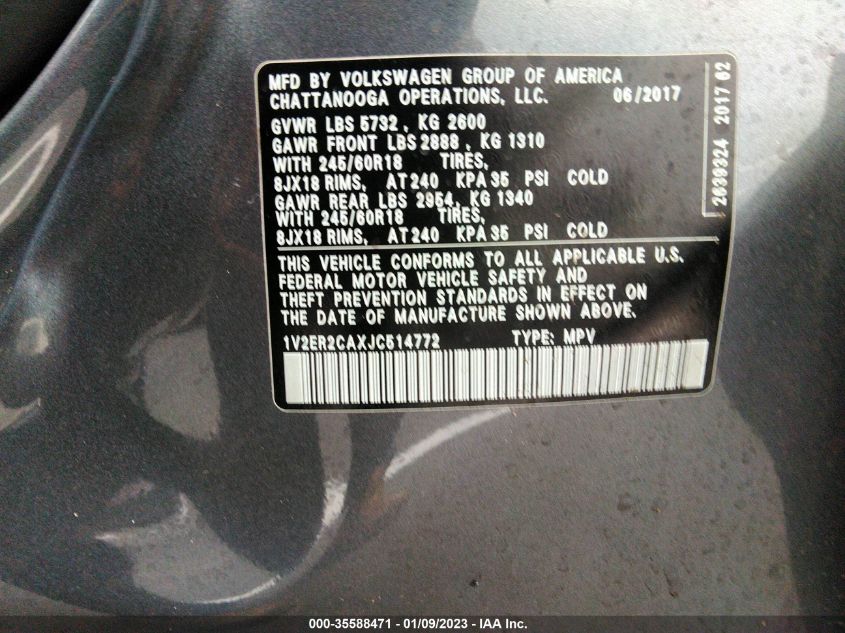 MFD BY VOLKSWAGEN GROUP OF AMERICA
CHATTANOOGA OPERATIONS, LLC. 06/2017
GVWR LBS 5732 , KG 2600
GAWR FRONT LBS 2888 , KG 1310
WITH 245/60R18 TIRES,
8JX18 RIMS, AT 240 KPA 35 PSI COLD
GAWR REAR LBS 2954, KG 1340
WITH 245/60R18 TIRES,
8JX18 RIMS, AT 240 KPA 35 PSI COLD
THIS VEHICLE CONFORMS TO ALL APPLICABLE U.S.
FEDERAL MOTOR VEHICLE SAFETY AND
THEFT PREVENTION STANDARDS IN EFFECT ON
THE DATE OF MANUFACTURE SHOWN ABOVE.
1V2ER2CAXJC514772 TYPE: MPV
2639324 2017 62
000-35588471 - 01/09/2023 - IAA Inc.